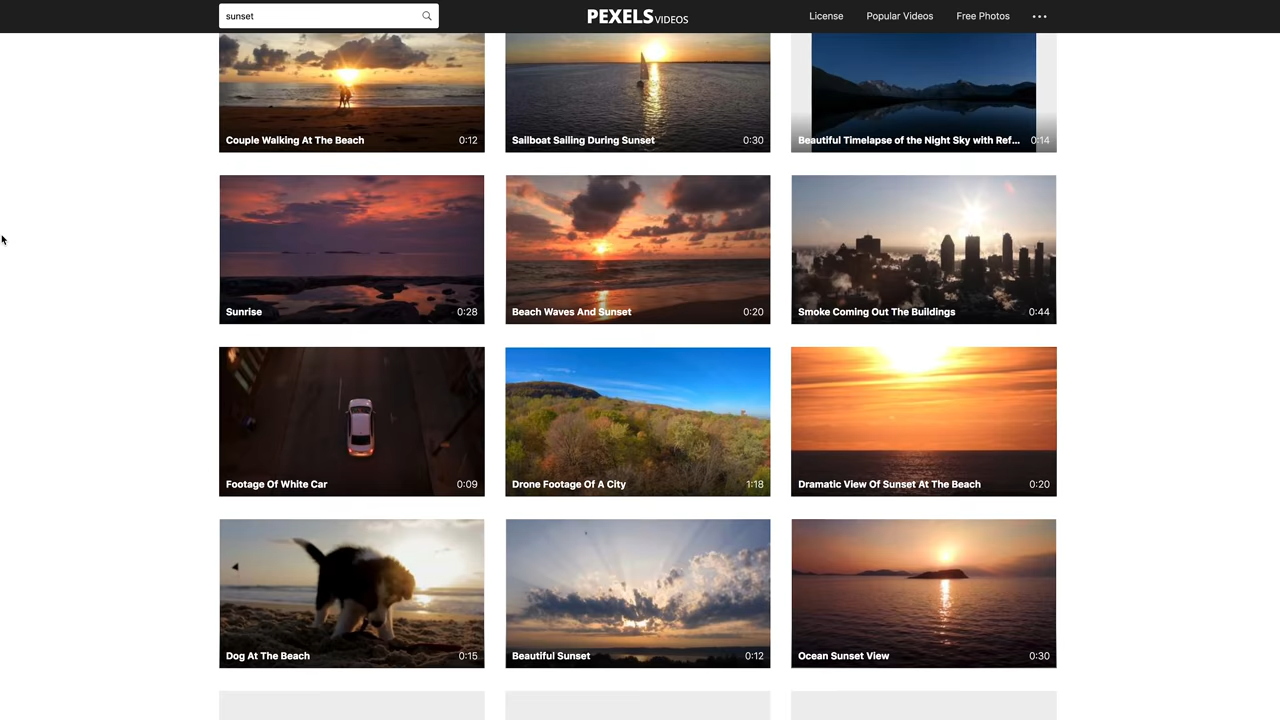 sunset
PEXELS VIDEOS
License
Popular Videos
Free Photos
Couple Walking At The Beach 0:12
Sailboat Sailing During Sunset 0:30
Beautiful Timelapse of the Night Sky with Ref... 0:14
Sunrise 0:28
Beach Waves And Sunset 0:20
Smoke Coming Out The Buildings 0:44
Footage Of White Car 0:09
Drone Footage Of A City 1:18
Dramatic View Of Sunset At The Beach 0:20
Dog At The Beach 0:15
Beautiful Sunset 0:12
Ocean Sunset View 0:30